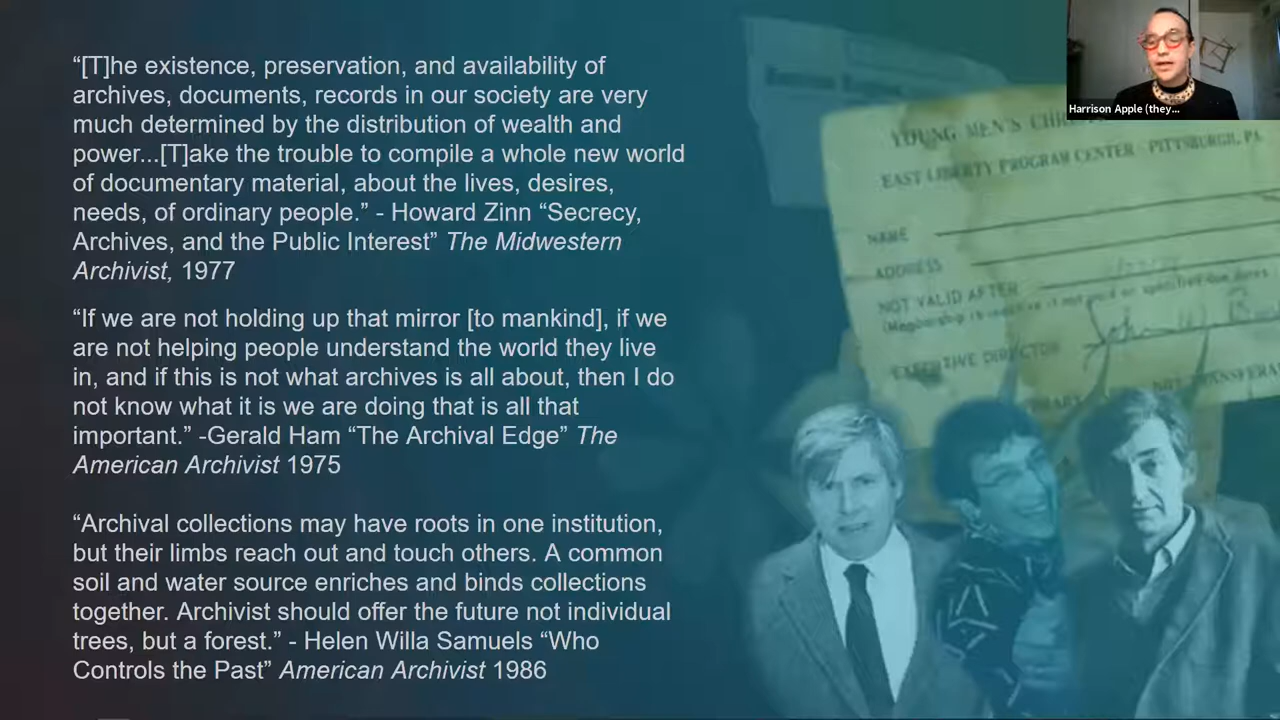 “[T]he existence, preservation, and availability of
archives, documents, records in our society are very
much determined by the distribution of wealth and
power...[T]ake the trouble to compile a whole new world
of documentary material, about the lives, desires,
needs, of ordinary people.” - Howard Zinn “Secrecy,
Archives, and the Public Interest” The Midwestern
Archivist, 1977
“If we are not holding up that mirror [to mankind], if we
are not helping people understand the world they live
in, and if this is not what archives is all about, then I do
not know what it is we are doing that is all that
important.” -Gerald Ham “The Archival Edge” The
American Archivist 1975
“Archival collections may have roots in one institution,
but their limbs reach out and touch others. A common
soil and water source enriches and binds collections
together. Archivist should offer the future not individual
trees, but a forest.” - Helen Willa Samuels “Who
Controls the Past” American Archivist 1986
Harrison Apple (they...
YOUNG MEN'S
EAST LIBERTY PROGRAM CENTER PITTSBURGH, PA
NAME
ADDRESS
NOT VALID AFTER
EXECUTIVE DIRECTOR